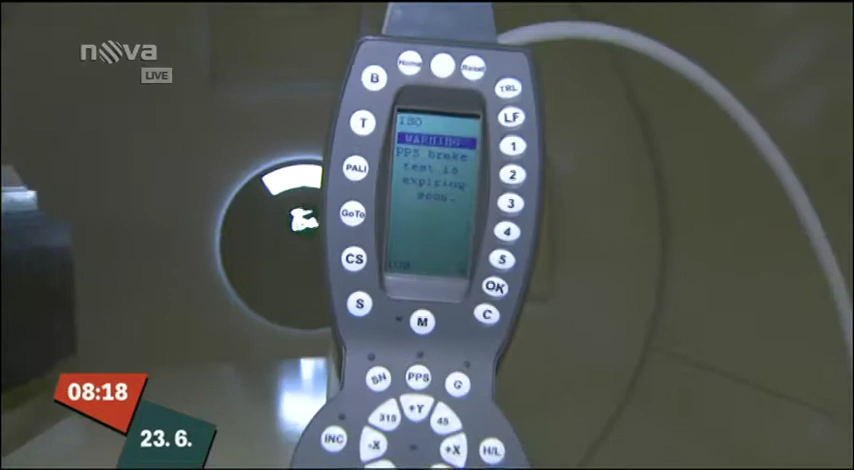 nova
LIVE
Home
Reset
B
TRL
T
LF
ISO
WARNING
PPS brake
test is
expiring
soon.
1
PALI
2
GoTo
3
4
CS
5
OK
S
M
C
SN
PPS
G
315
+Y
45
INC
-X
+X
H/L
08:18
23. 6.